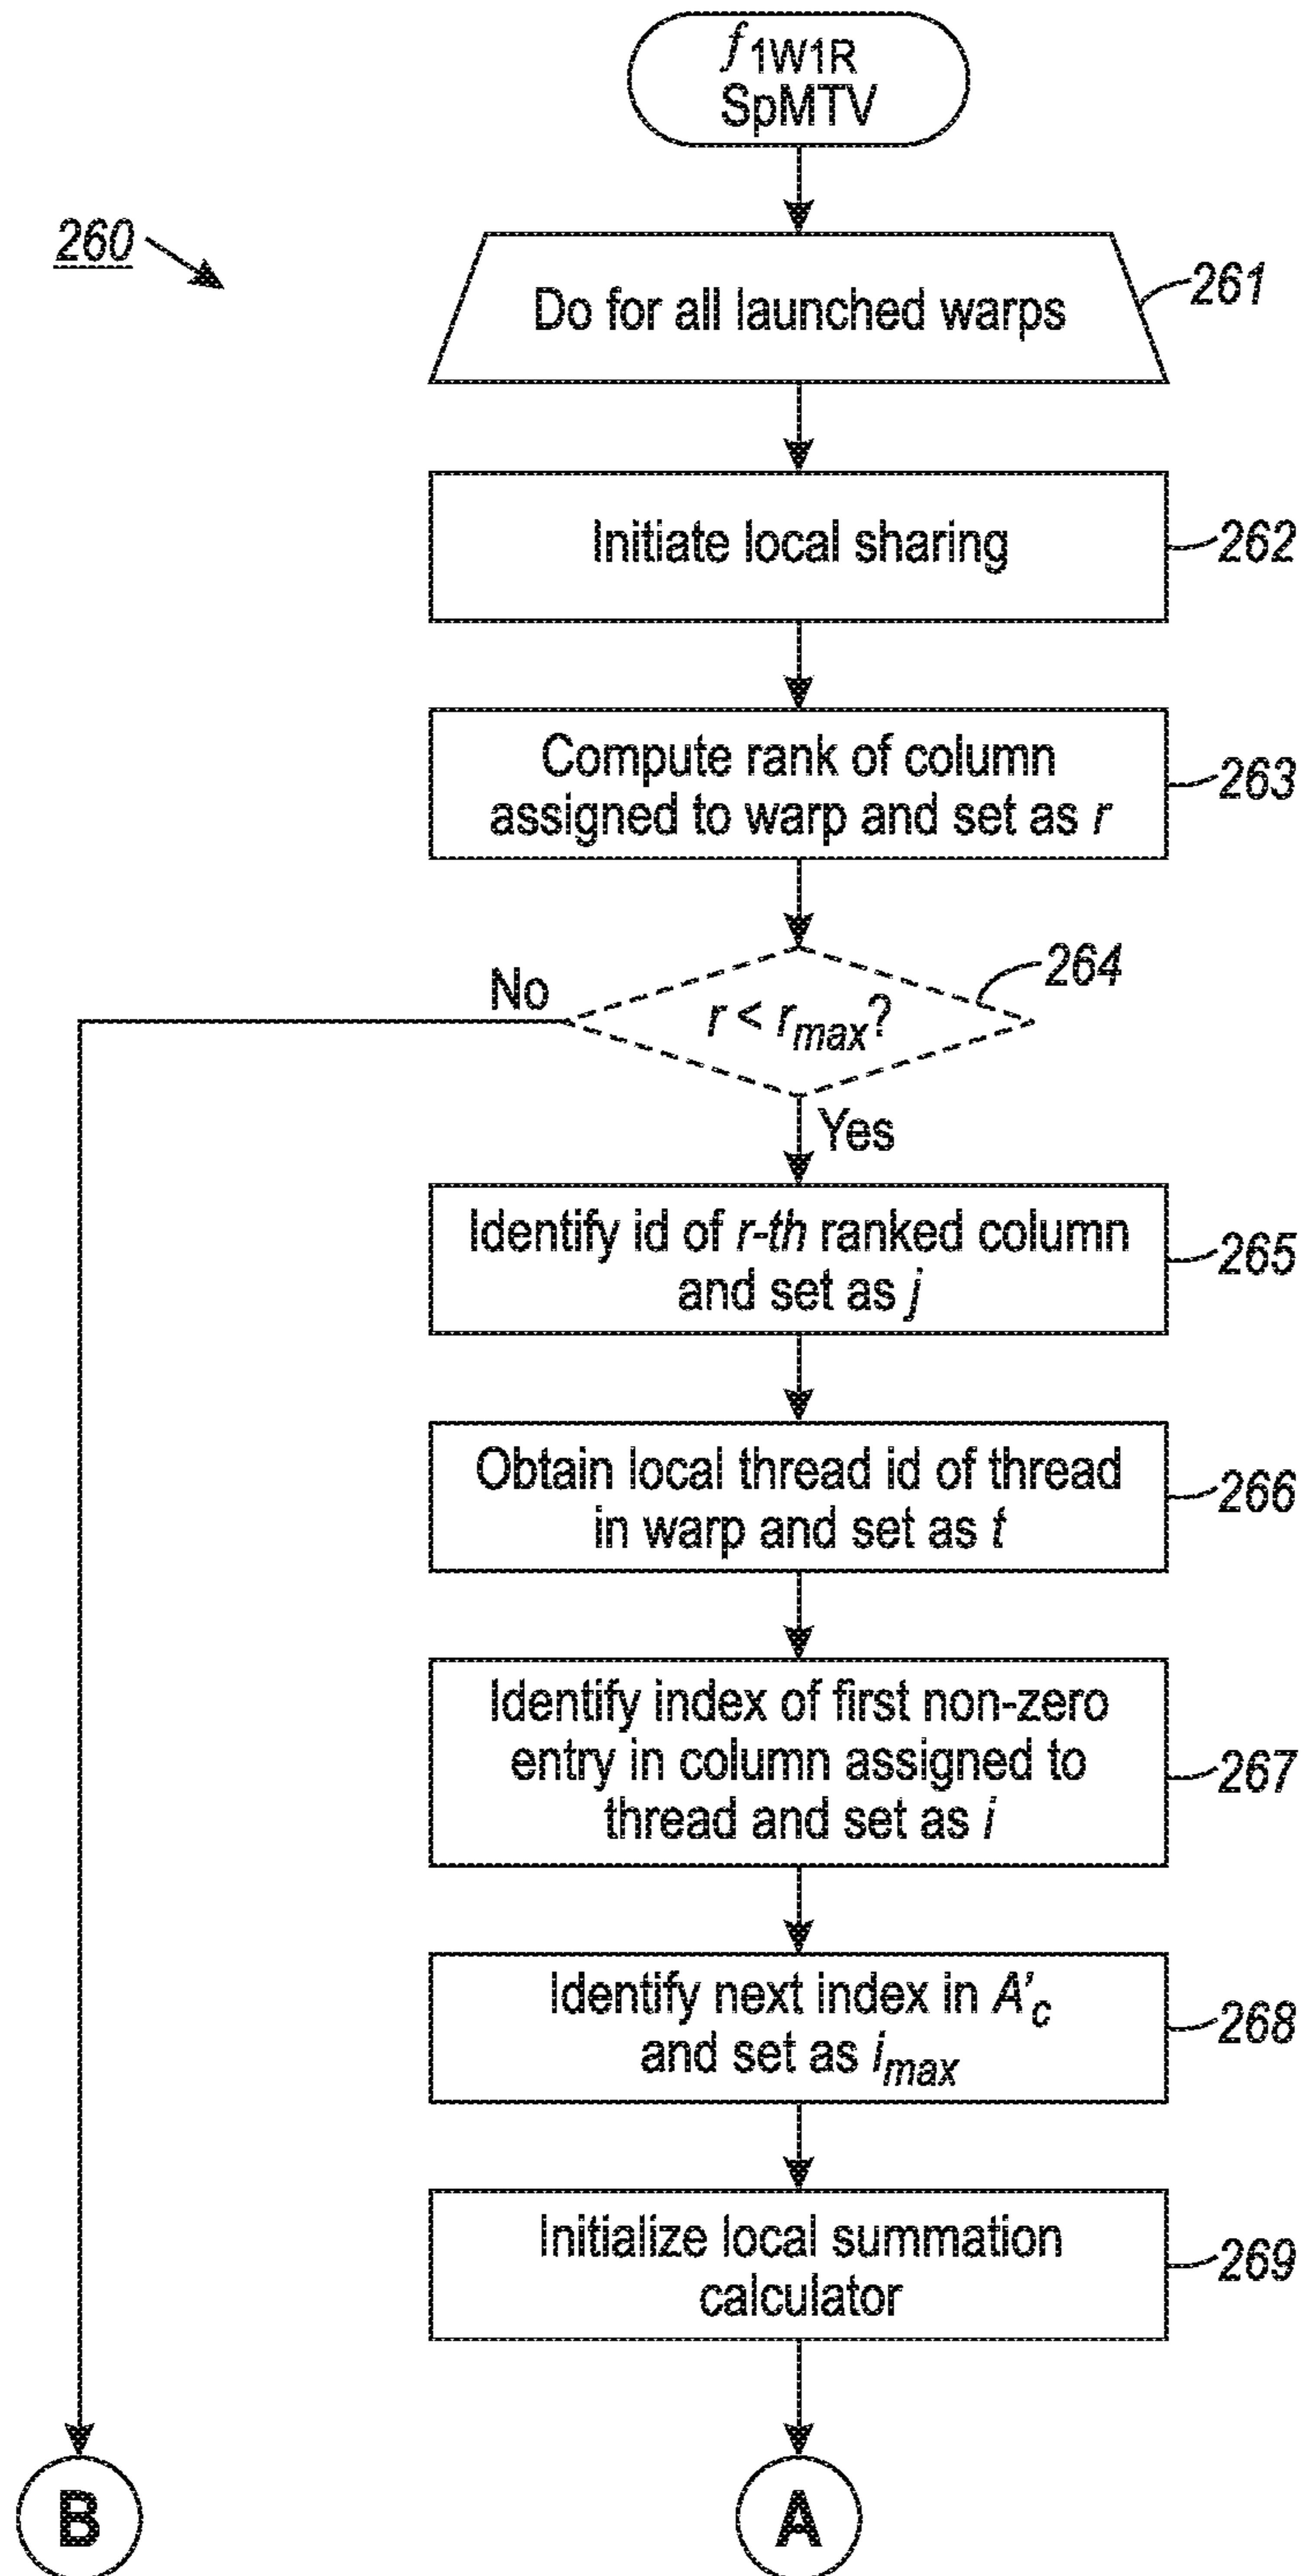 f1W1R
SpMTV
260
Do for all launched warps
261
Initiate local sharing
262
Compute rank of column
assigned to warp and set as r
263
264
No
r < rmax?
Yes
Identify id of r-th ranked column
and set as j
265
Obtain local thread id of thread
in warp and set as t
266
Identify index of first non-zero
entry in column assigned to
thread and set as i
267
Identify next index in A'c
and set as imax
268
Initialize local summation
calculator
269
B
A